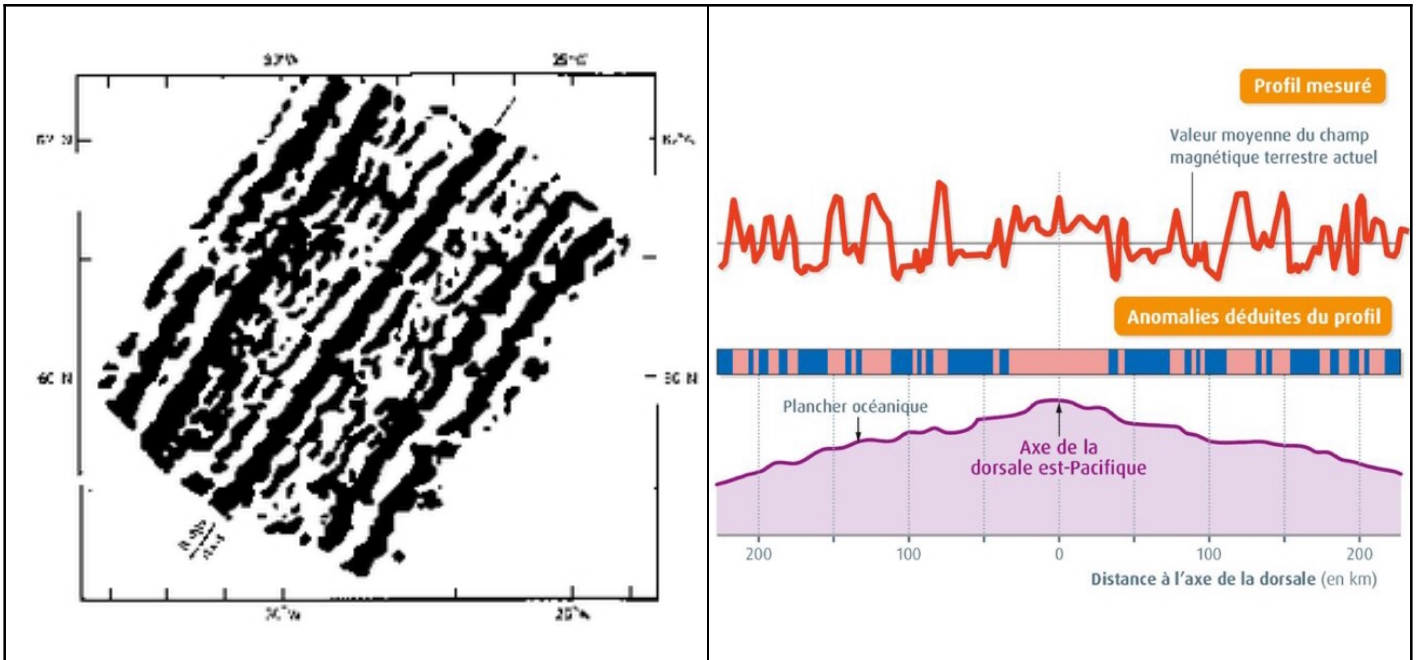 60 N
Profil mesuré
Valeur moyenne du champ
magnétique terrestre actuel
Anomalies déduites du profil
Plancher océanique
Axe de la
dorsale est-Pacifique
200 100 0 100 200
Distance à l'axe de la dorsale (en km)